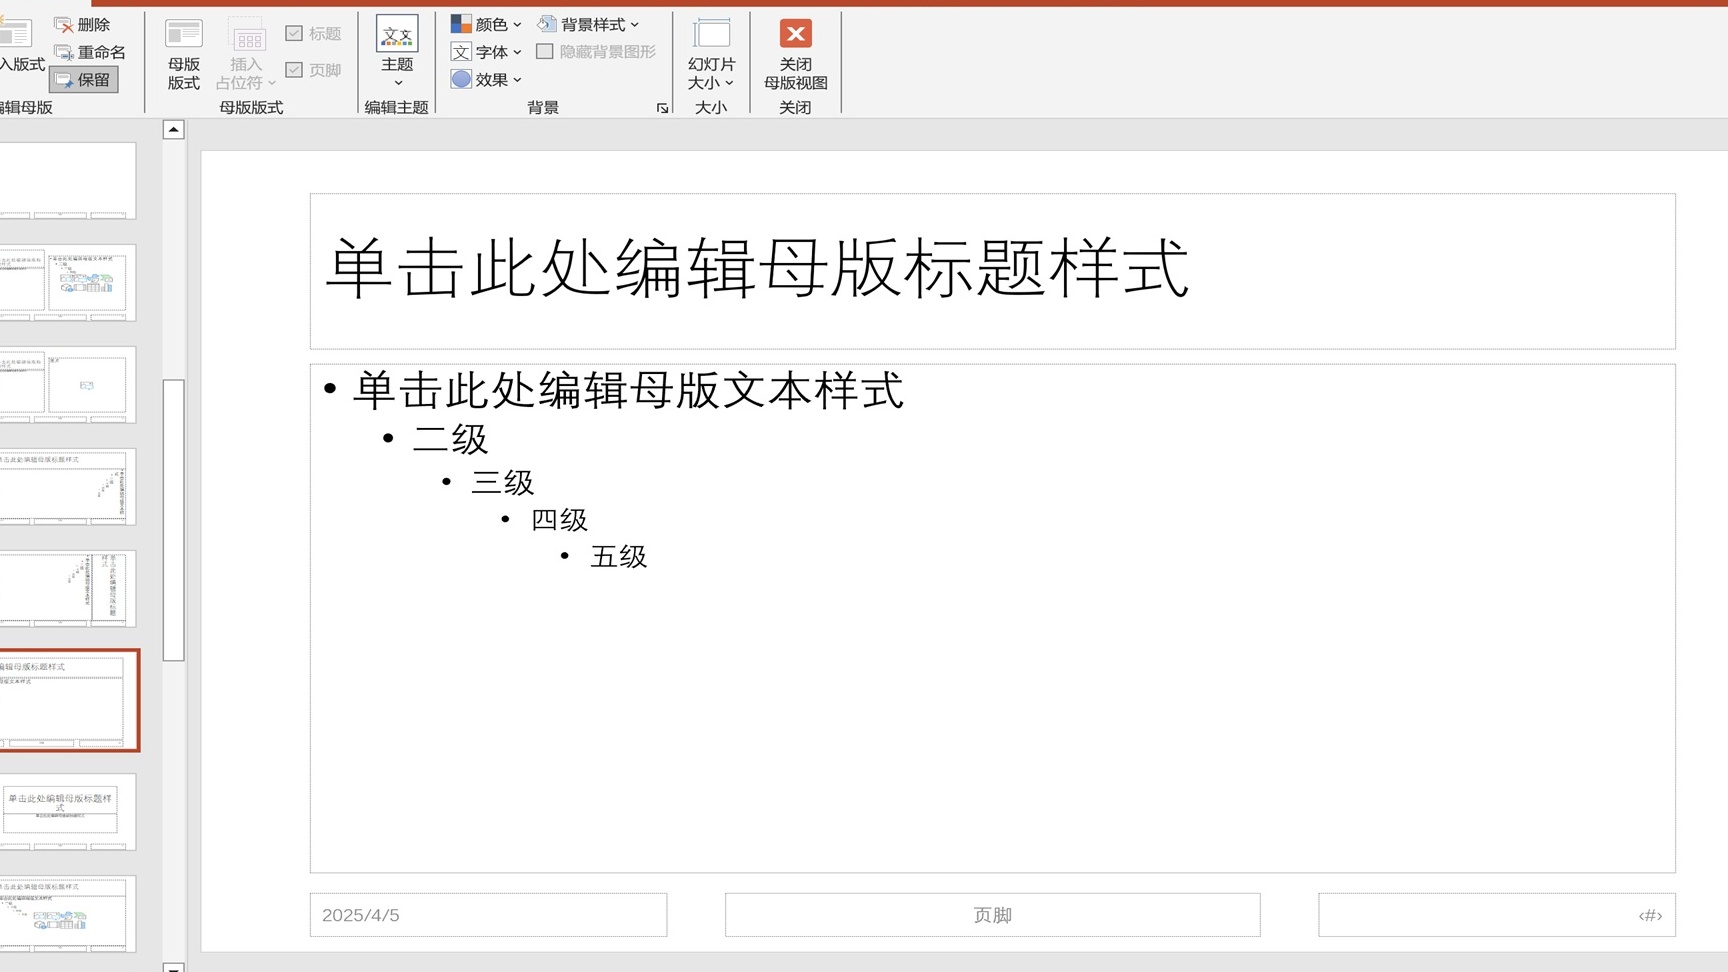 入版式
删除
重命名
保留
编辑母版
母版
版式
插入
占位符
标题
页脚
母版版式
主题
编辑主题
颜色
字体
效果
背景样式
隐藏背景图形
背景
幻灯片
大小
大小
关闭
母版视图
关闭
单击此处编辑母版标题样式
• 单击此处编辑母版文本样式
• 二级
• 三级
• 四级
• 五级
2025/4/5
页脚
‹#›
单击此处编辑母版标题样式
单击此处编辑母版标题样
式
单击此处编辑母版标题样式